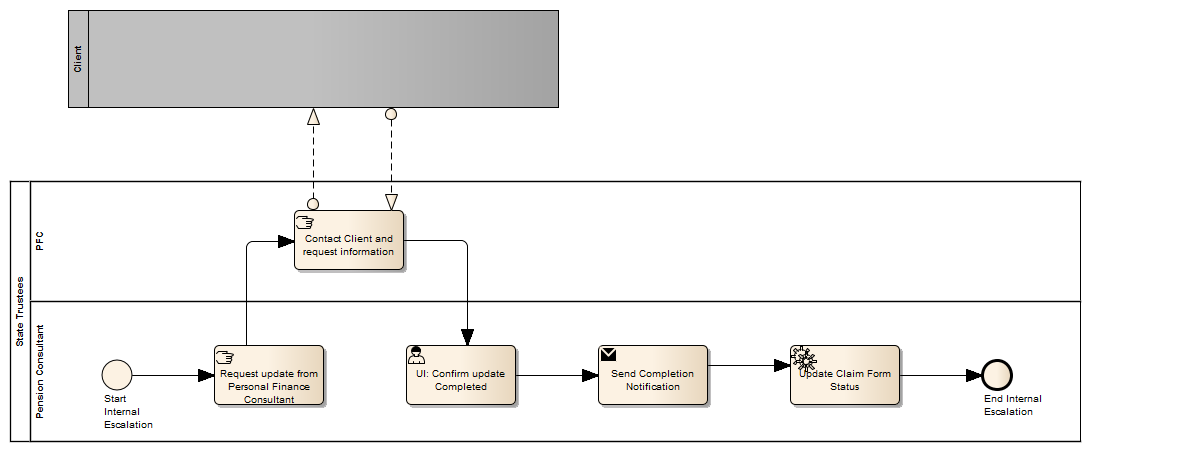 Client
State Trustees
PFC
Contact Client and
request information
Pension Consultant
Start
Internal
Escalation
Request update from
Personal Finance
Consultant
UI: Confirm update
Completed
Send Completion
Notification
Update Claim Form
Status
End Internal
Escalation